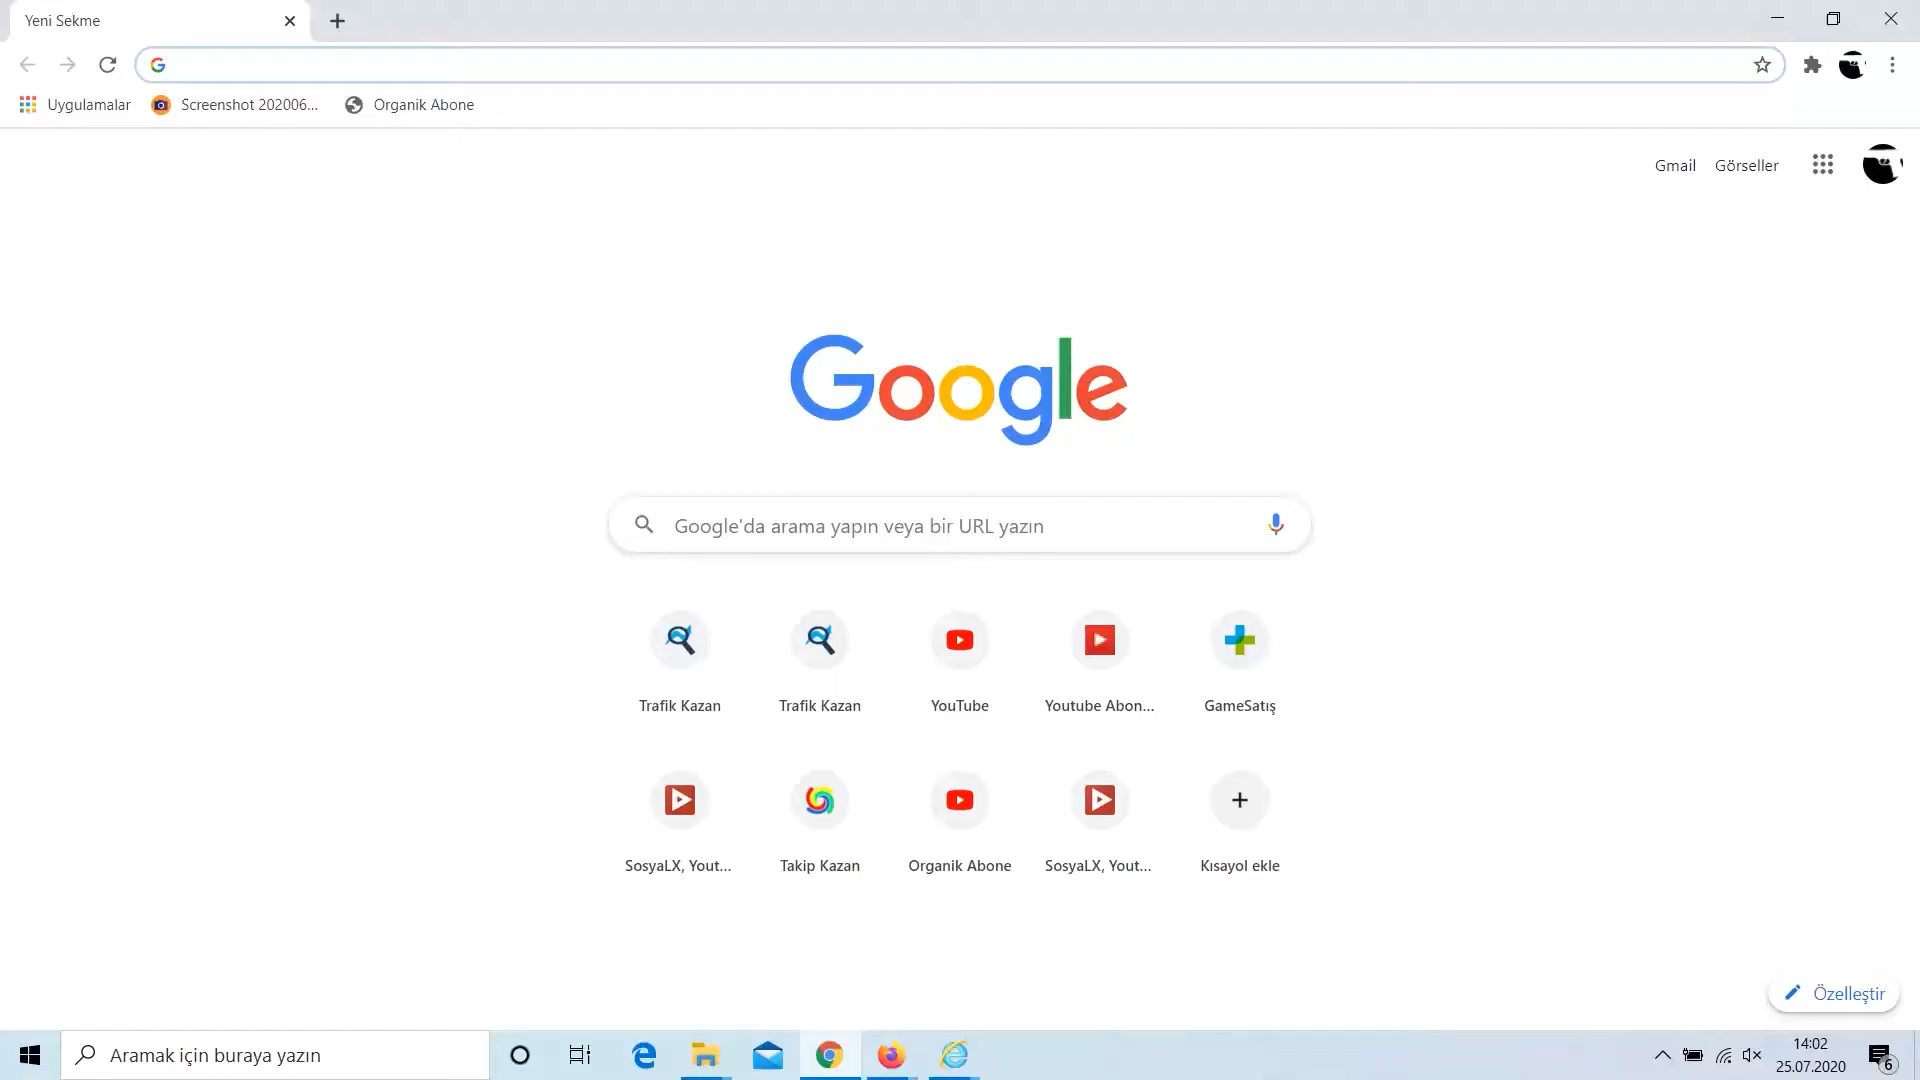 Yeni Sekme
Uygulamalar
Screenshot 202006...
Organik Abone
Gmail
Görseller
Google
Google'da arama yapın veya bir URL yazın
Trafik Kazan
Trafik Kazan
YouTube
Youtube Abon...
GameSatış
SosyaLX, Yout...
Takip Kazan
Organik Abone
SosyaLX, Yout...
Kısayol ekle
Özelleştir
Aramak için buraya yazın
14:02
25.07.2020
6